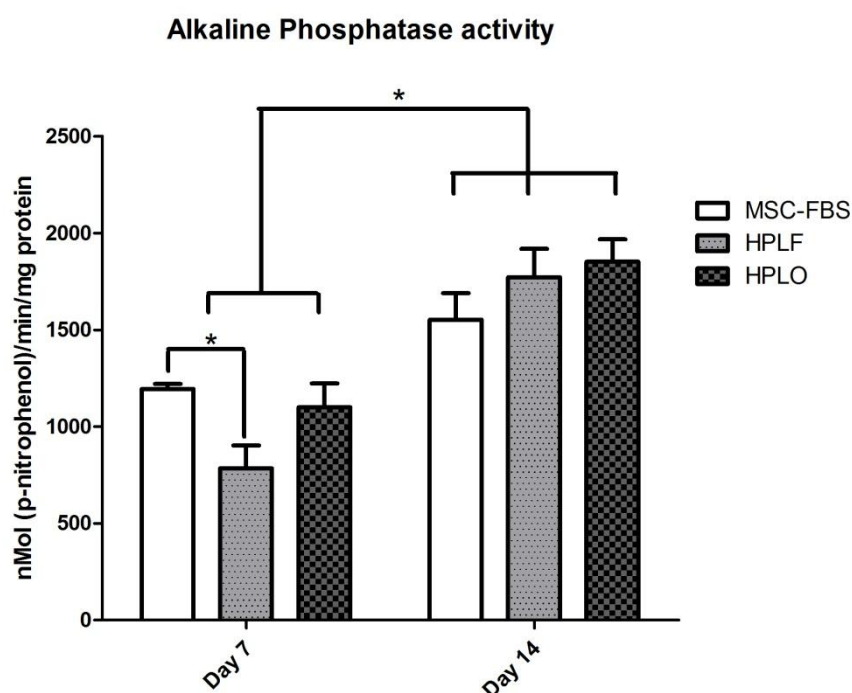 Alkaline Phosphatase activity
*
2500
2000
1500
1000
500
0
nMol (p-nitrophenol)/min/mg protein
*
MSC-FBS
HPLF
HPLO
Day 7
Day 14